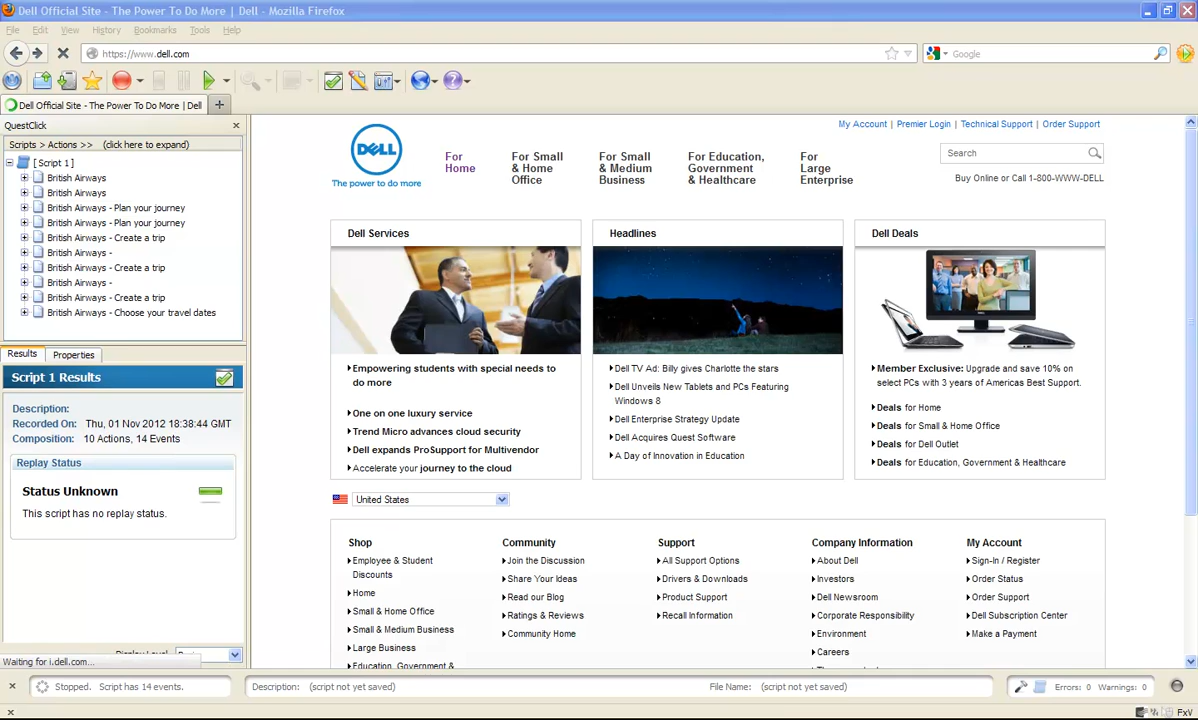 Dell Official Site - The Power To Do More | Dell - Mozilla Firefox
File Edit View History Bookmarks Tools Help
https://www.dell.com
Google
Dell Official Site - The Power To Do More | Dell
QuestClick
Scripts > Actions >> (click here to expand)
[ Script 1 ]
British Airways
British Airways
British Airways - Plan your journey
British Airways - Plan your journey
British Airways - Create a trip
British Airways -
British Airways - Create a trip
British Airways -
British Airways - Create a trip
British Airways - Choose your travel dates
Results Properties
Script 1 Results
Description:
Recorded On: Thu, 01 Nov 2012 18:38:44 GMT
Composition: 10 Actions, 14 Events
Replay Status
Status Unknown
This script has no replay status.
Waiting for i.dell.com...
My Account | Premier Login | Technical Support | Order Support
DELL
The power to do more
For
Home
For Small
& Home
Office
For Small
& Medium
Business
For Education,
Government
& Healthcare
For
Large
Enterprise
Search
Buy Online or Call 1-800-WWW-DELL
Dell Services
Empowering students with special needs to
do more
One on one luxury service
Trend Micro advances cloud security
Dell expands ProSupport for Multivendor
Accelerate your journey to the cloud
Headlines
Dell TV Ad: Billy gives Charlotte the stars
Dell Unveils New Tablets and PCs Featuring
Windows 8
Dell Enterprise Strategy Update
Dell Acquires Quest Software
A Day of Innovation in Education
Dell Deals
Member Exclusive: Upgrade and save 10% on
select PCs with 3 years of Americas Best Support.
Deals for Home
Deals for Small & Home Office
Deals for Dell Outlet
Deals for Education, Government & Healthcare
United States
Shop
Employee & Student
Discounts
Home
Small & Home Office
Small & Medium Business
Large Business
Education, Government &
Community
Join the Discussion
Share Your Ideas
Read our Blog
Ratings & Reviews
Community Home
Support
All Support Options
Drivers & Downloads
Product Support
Recall Information
Company Information
About Dell
Investors
Dell Newsroom
Corporate Responsibility
Environment
Careers
My Account
Sign-In / Register
Order Status
Order Support
Dell Subscription Center
Make a Payment
Stopped. Script has 14 events.
Description: (script not yet saved)
File Name: (script not yet saved)
Errors: 0 Warnings: 0
FxV